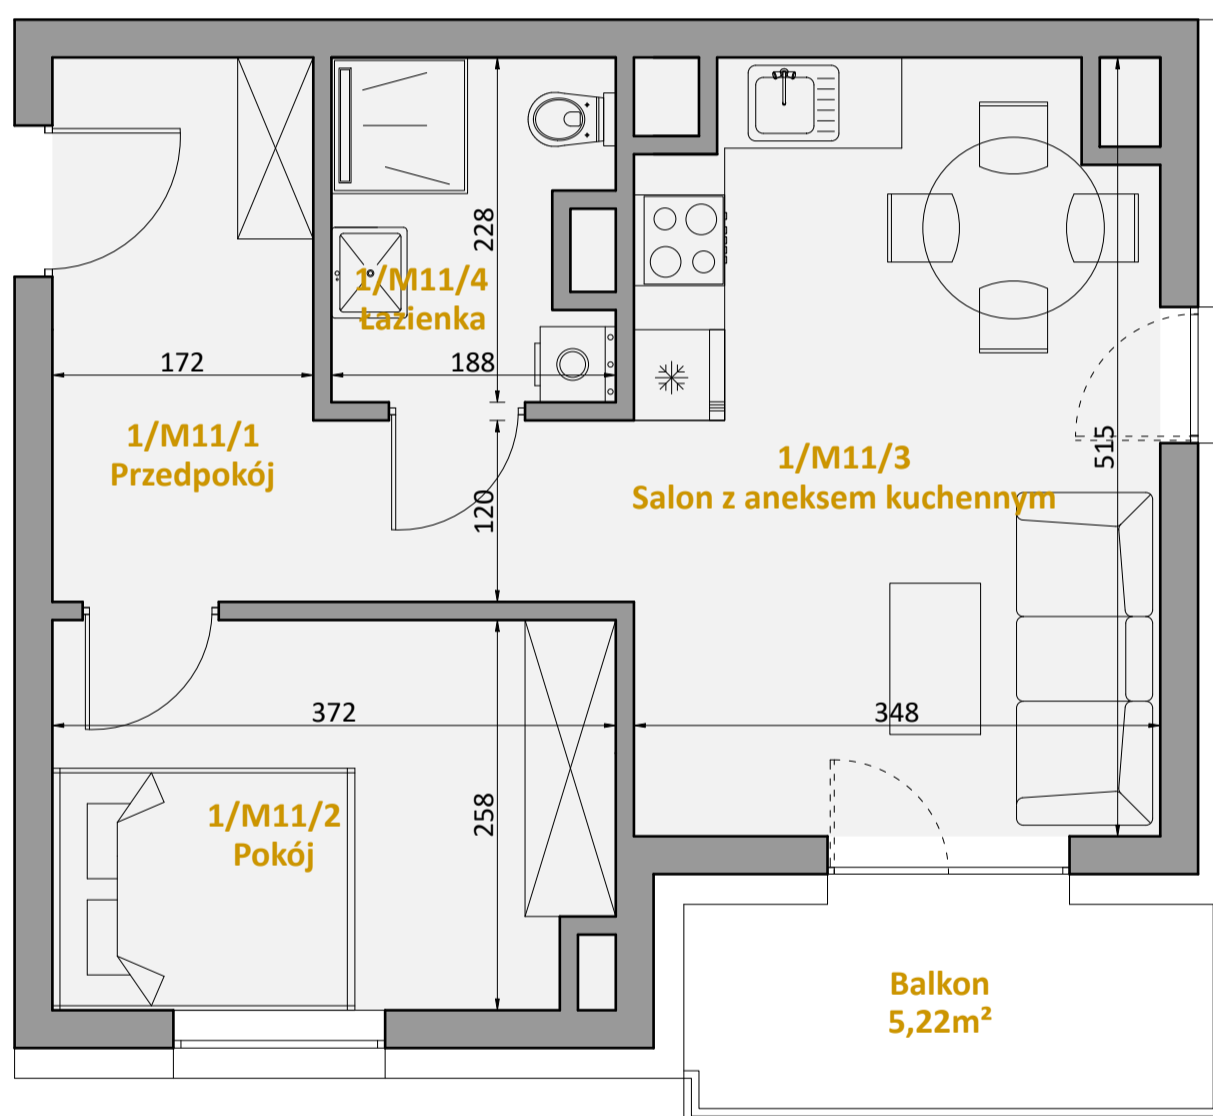 228
1/M11/4
Łazienka
172
188
1/M11/1
Przedpokój
1/M11/3
Salon z aneksem kuchennym
515
120
372
348
258
1/M11/2
Pokój
Balkon
5,22m²